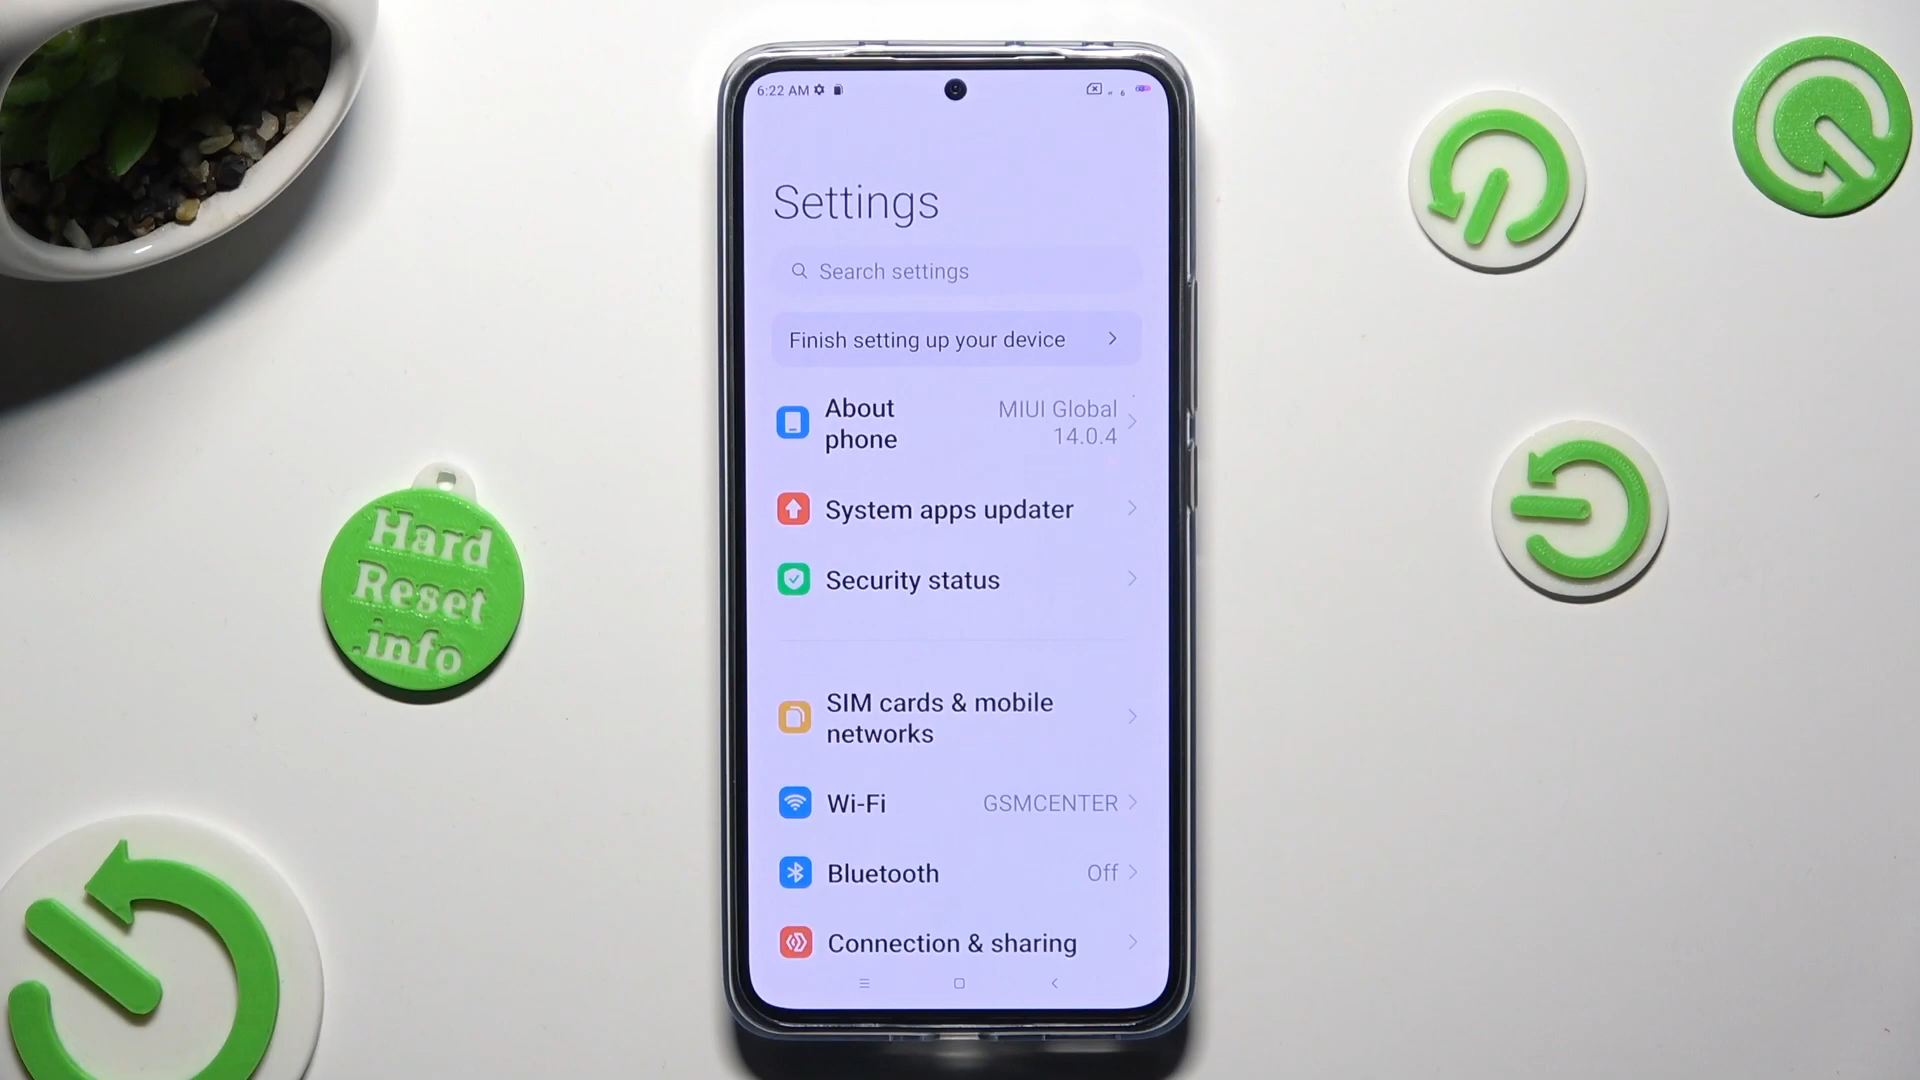 6:22 AM
Settings
Search settings
Finish setting up your device
About
phone
MIUI Global
14.0.4
System apps updater
Security status
SIM cards & mobile
networks
Wi-Fi
GSMCENTER
Bluetooth
Off
Connection & sharing
Hard
Reset
.info